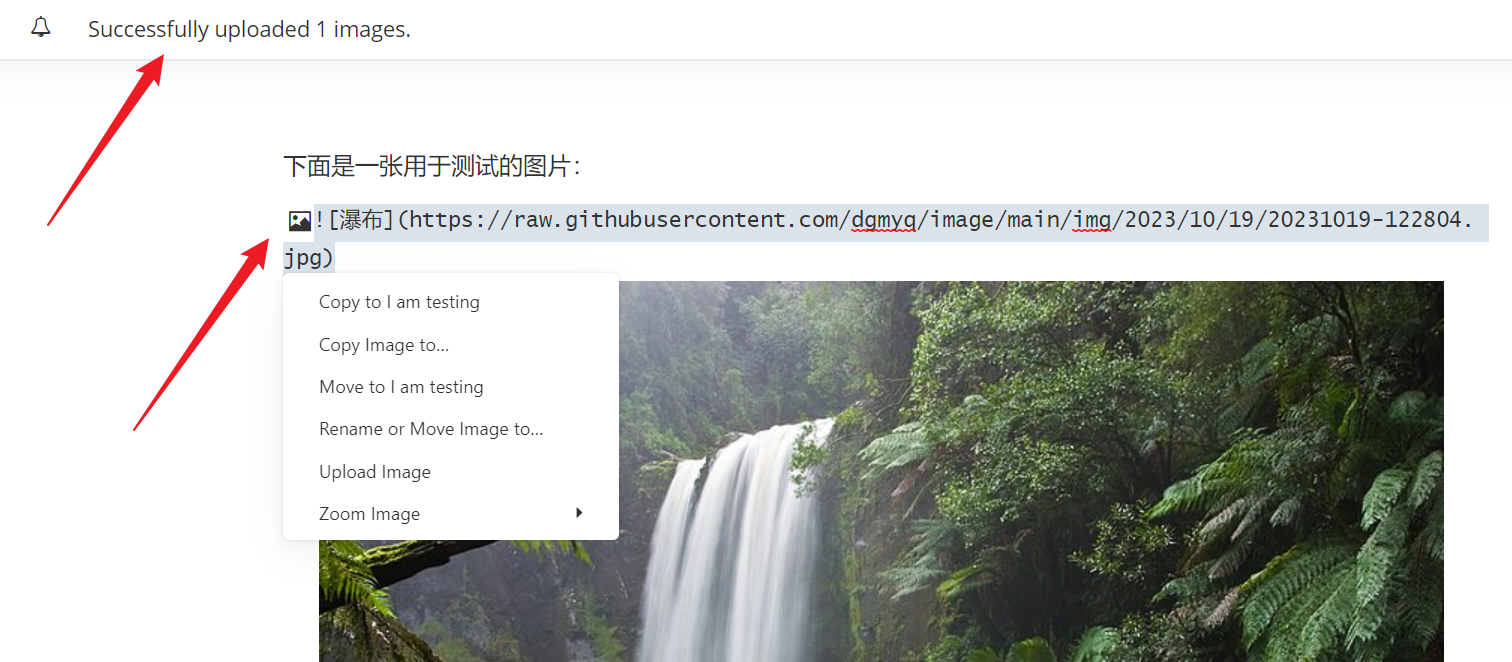 Successfully uploaded 1 images.
下面是一张用于测试的图片：
![瀑布](https://raw.githubusercontent.com/dgmyq/image/main/img/2023/10/19/20231019-122804.
jpg)
Copy to I am testing
Copy Image to...
Move to I am testing
Rename or Move Image to...
Upload Image
Zoom Image